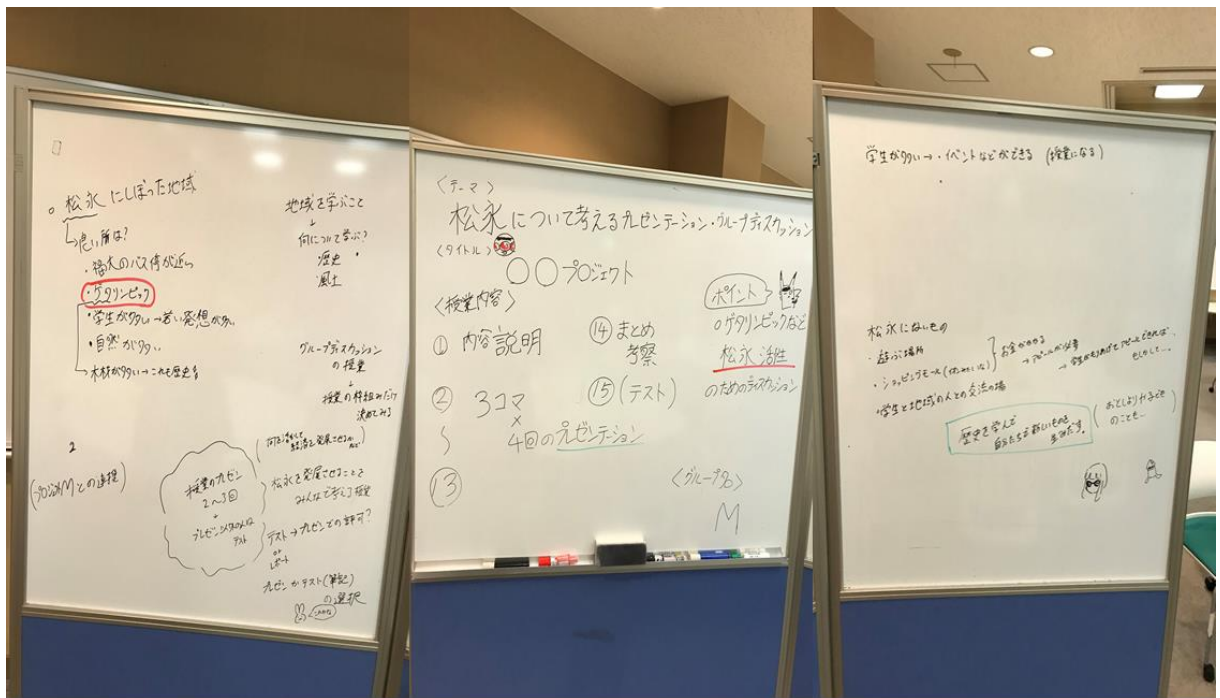 。松永にしぼった地域
↳良い所は?
・福大のバス停が近い
・ゲタリンピック
・学生が多い→若い発想が多い
・自然が多い
↳木材が多い→これも歴史
地域を学ぶこと
↓
何について学ぶ?
歴史
風土
グループディスカッション
の授業
↓
授業の枠組みだけ
決めてみる
(プロジェクトMとの連携)
授業のプレゼン
2〜3回
+
テスト
松永を発展させることを
みんなで考える授業
テスト→プレゼンでの評価?
or
レポート
プレゼンかテスト(筆記)
の選択
〈テーマ〉
松永について考えるプレゼンテーション・グループディスカッション
〈タイトル〉
〇〇プロジェクト
〈授業内容〉
① 内容説明
② 3コマ
×
〜 4回のプレゼンテーション
⑬
⑭ まとめ
考察
⑮(テスト)
ポイント
○ゲタリンピックなど
松永活性
のためのディスカッション
〈グループ名〉
M
学生が多い→・イベントなどができる (授業になる)
松永にないもの
・遊ぶ場所
・ショッピングモール
お金がかかる
・学生と地域の人との交流の場
歴史を学んで
自分たちで新しいものを
生みだす。
(おとしよりや子ども
のことも…